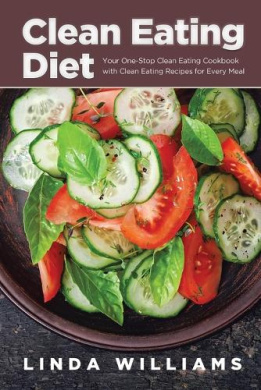 Clean Eating
Diet
Your One-Stop Clean Eating Cookbook
with Clean Eating Recipes for Every Meal
LINDA WILLIAMS